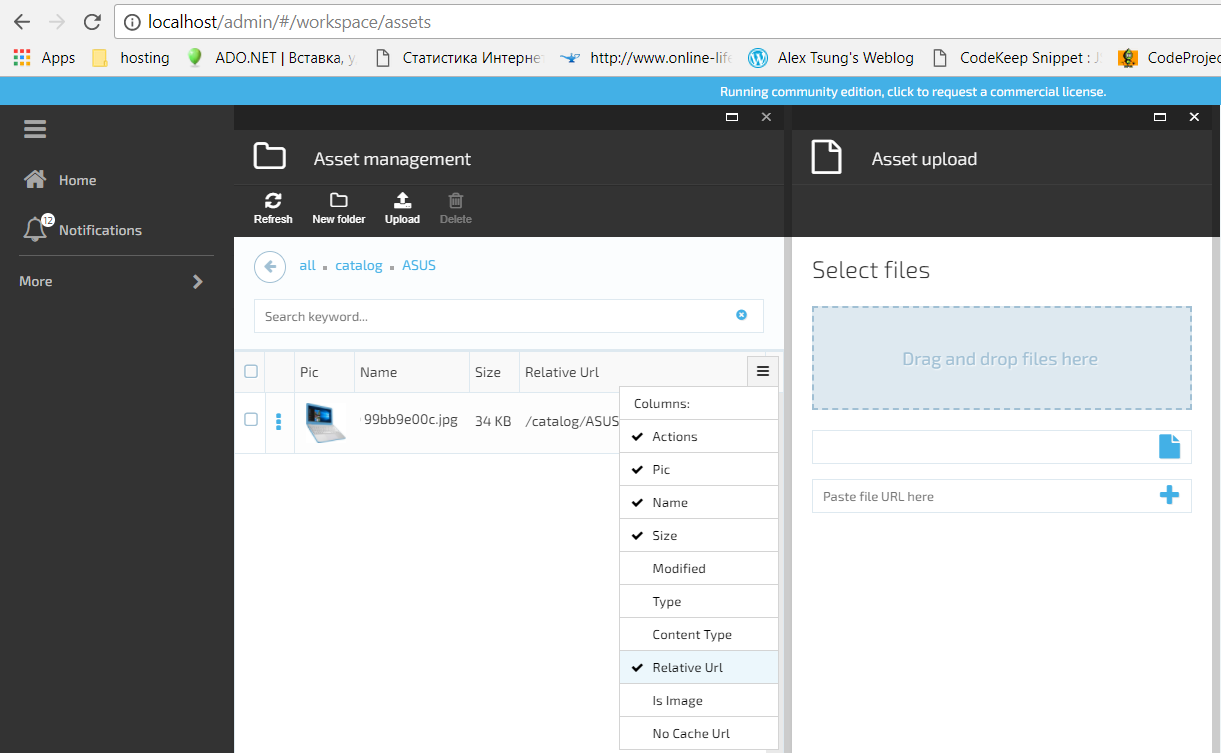 localhost/admin/#/workspace/assets
Apps hosting ADO.NET | Вставка, у Статистика Интернет http://www.online-life Alex Tsung's Weblog CodeKeep Snippet : JS CodeProject
Running community edition, click to request a commercial license.
Home
12
Notifications
More
Asset management
Refresh New folder Upload Delete
all catalog ASUS
Search keyword...
Pic Name Size Relative Url
99bb9e00c.jpg 34 KB /catalog/ASUS
Columns:
Actions
Pic
Name
Size
Modified
Type
Content Type
Relative Url
Is Image
No Cache Url
Asset upload
Select files
Drag and drop files here
Paste file URL here